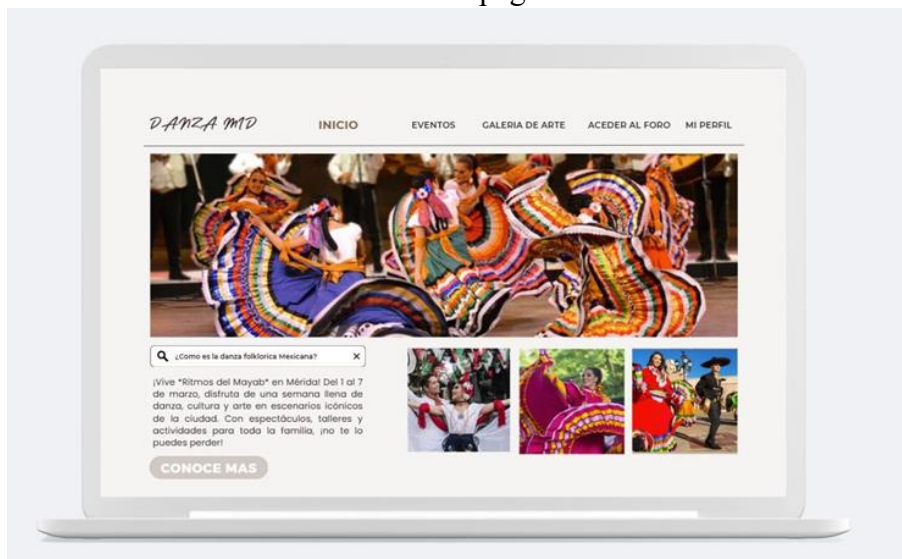 DANZA MD
INICIO
EVENTOS
GALERIA DE ARTE
ACEDER AL FORO
MI PERFIL
¿Como es la danza folklorica Mexicana?
¡Vive *Ritmos del Mayab* en Mérida! Del 1 al 7
de marzo, disfruta de una semana llena de
danza, cultura y arte en escenarios icónicos
de la ciudad. Con espectáculos, talleres y
actividades para toda la familia, ¡no te lo
puedes perder!
CONOCE MAS